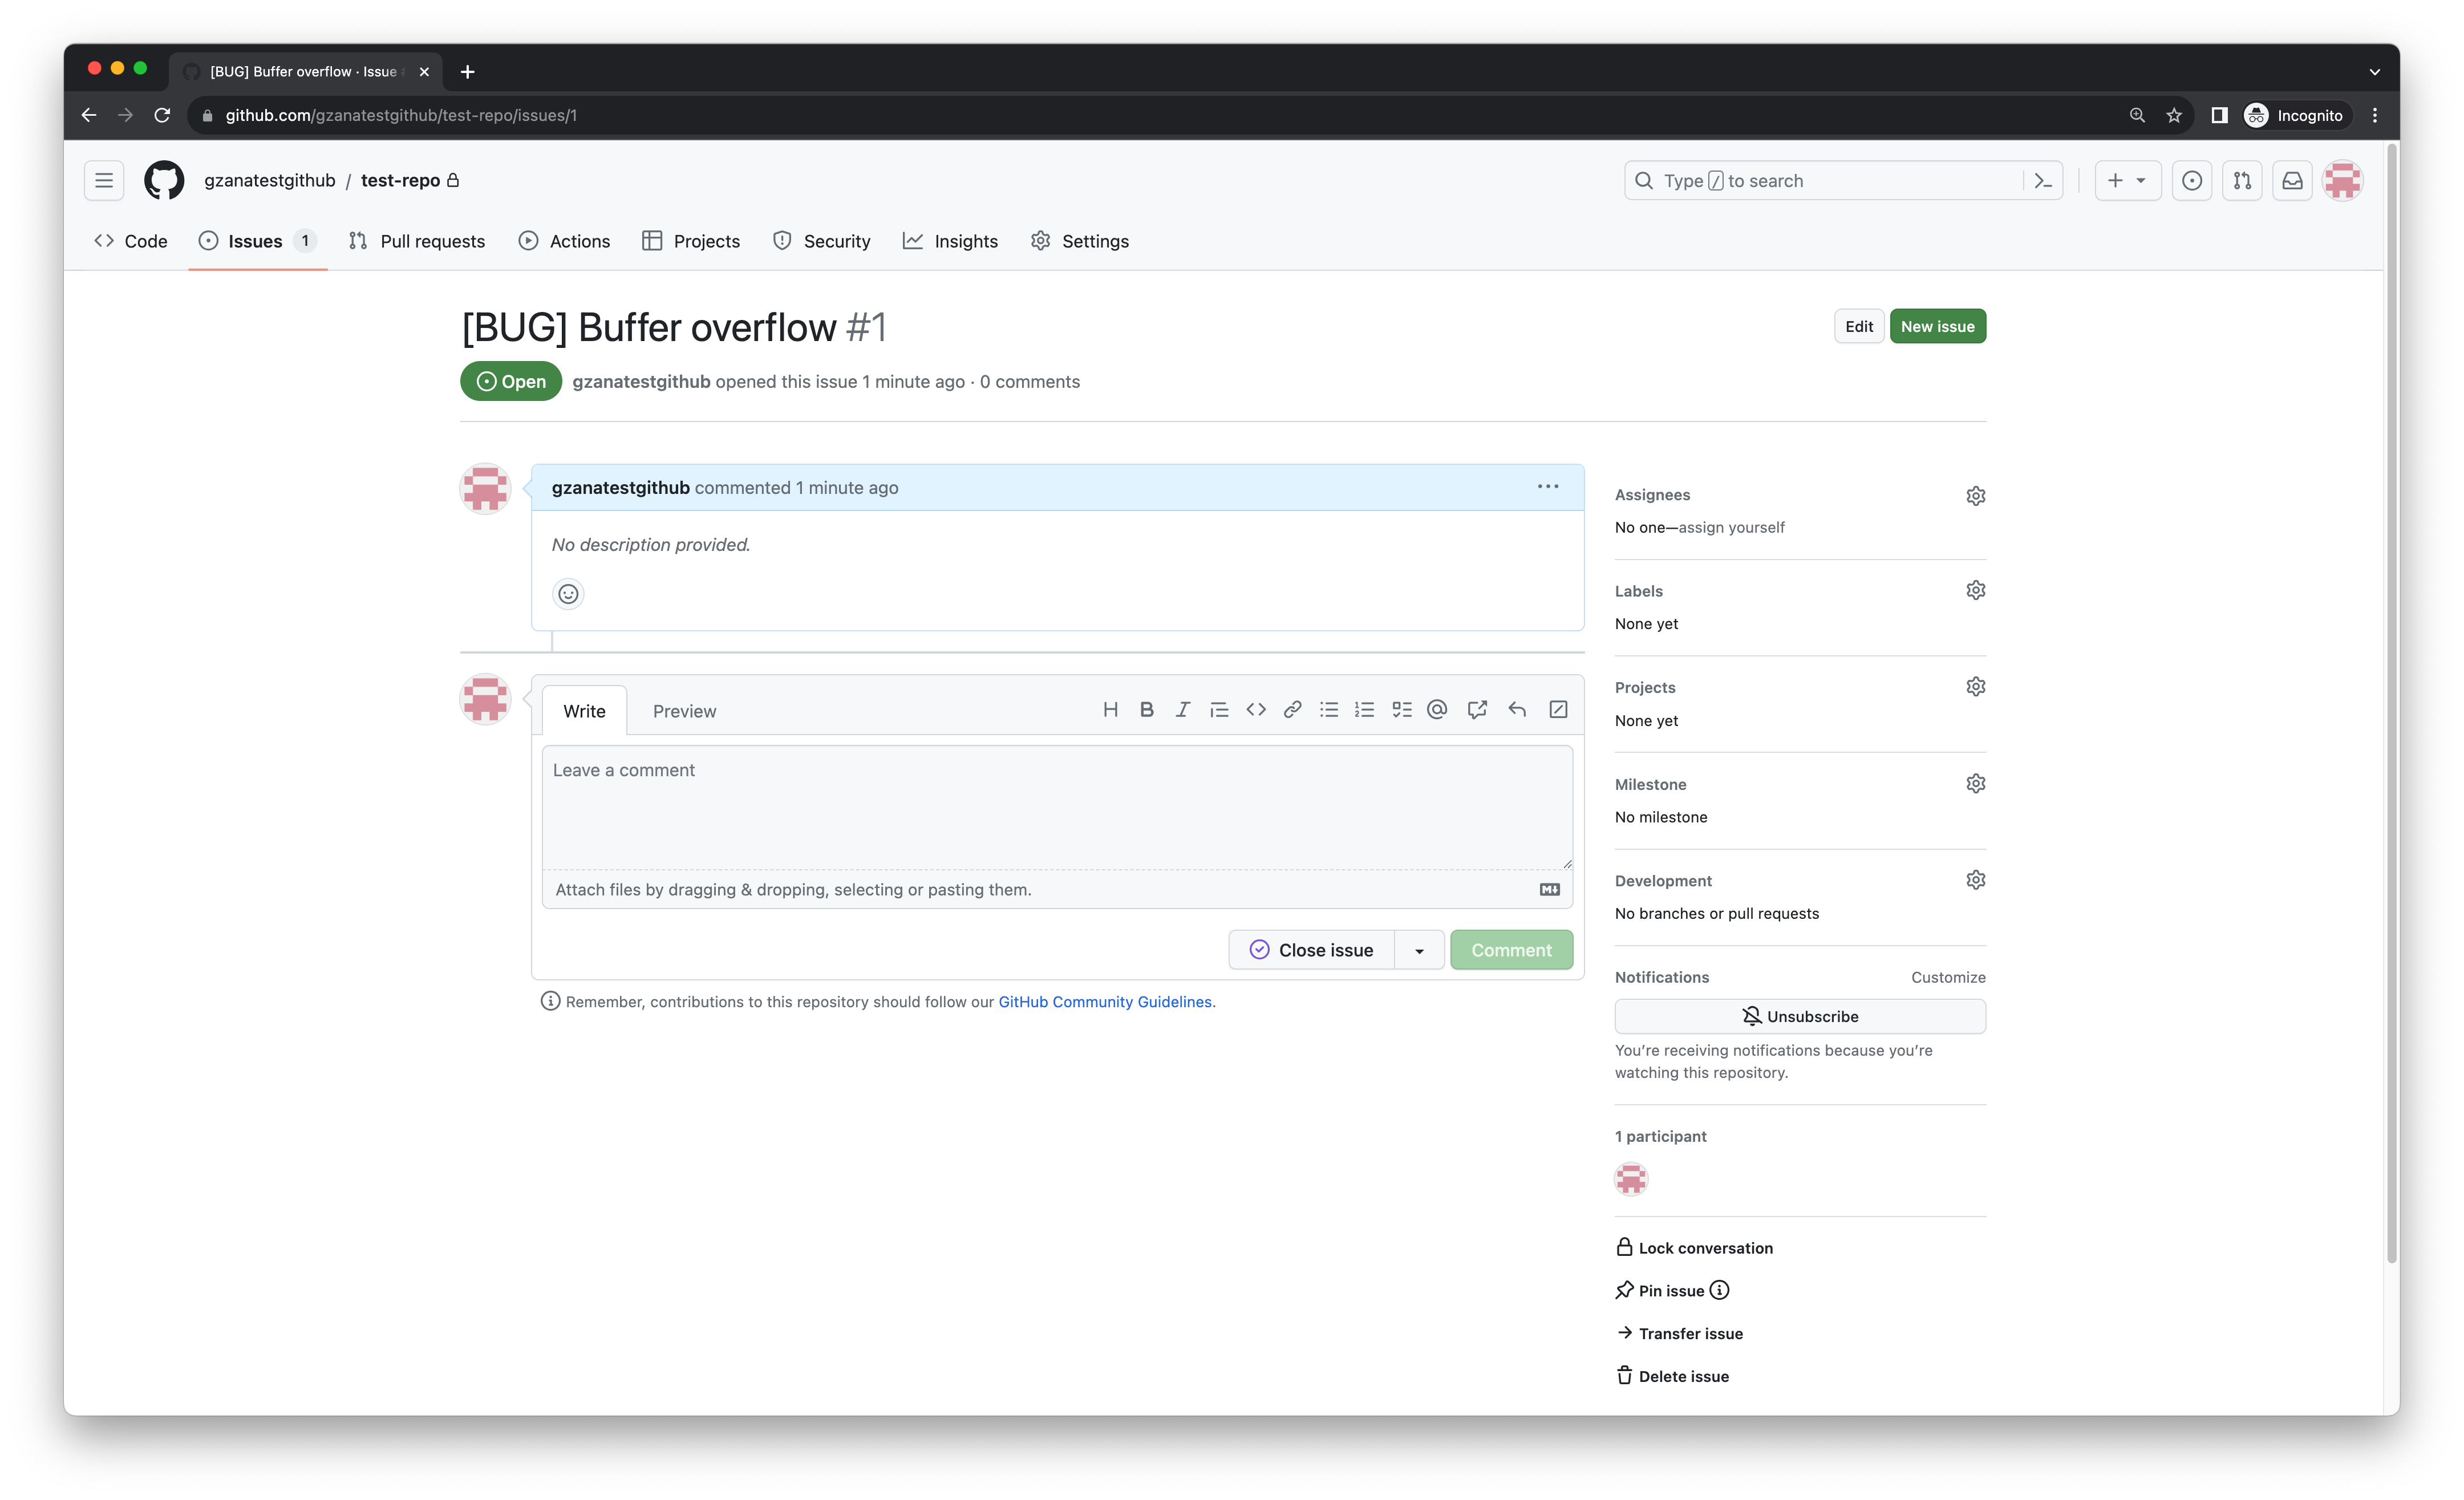 [BUG] Buffer overflow · Issue
github.com/gzanatestgithub/test-repo/issues/1
Incognito
gzanatestgithub / test-repo
Type / to search
Code
Issues 1
Pull requests
Actions
Projects
Security
Insights
Settings
[BUG] Buffer overflow #1
Edit
New issue
Open
gzanatestgithub opened this issue 1 minute ago · 0 comments
gzanatestgithub commented 1 minute ago
No description provided.
Write
Preview
Leave a comment
Attach files by dragging & dropping, selecting or pasting them.
Close issue
Comment
Remember, contributions to this repository should follow our GitHub Community Guidelines.
Assignees
No one—assign yourself
Labels
None yet
Projects
None yet
Milestone
No milestone
Development
No branches or pull requests
Notifications
Customize
Unsubscribe
You’re receiving notifications because you’re
watching this repository.
1 participant
Lock conversation
Pin issue
Transfer issue
Delete issue